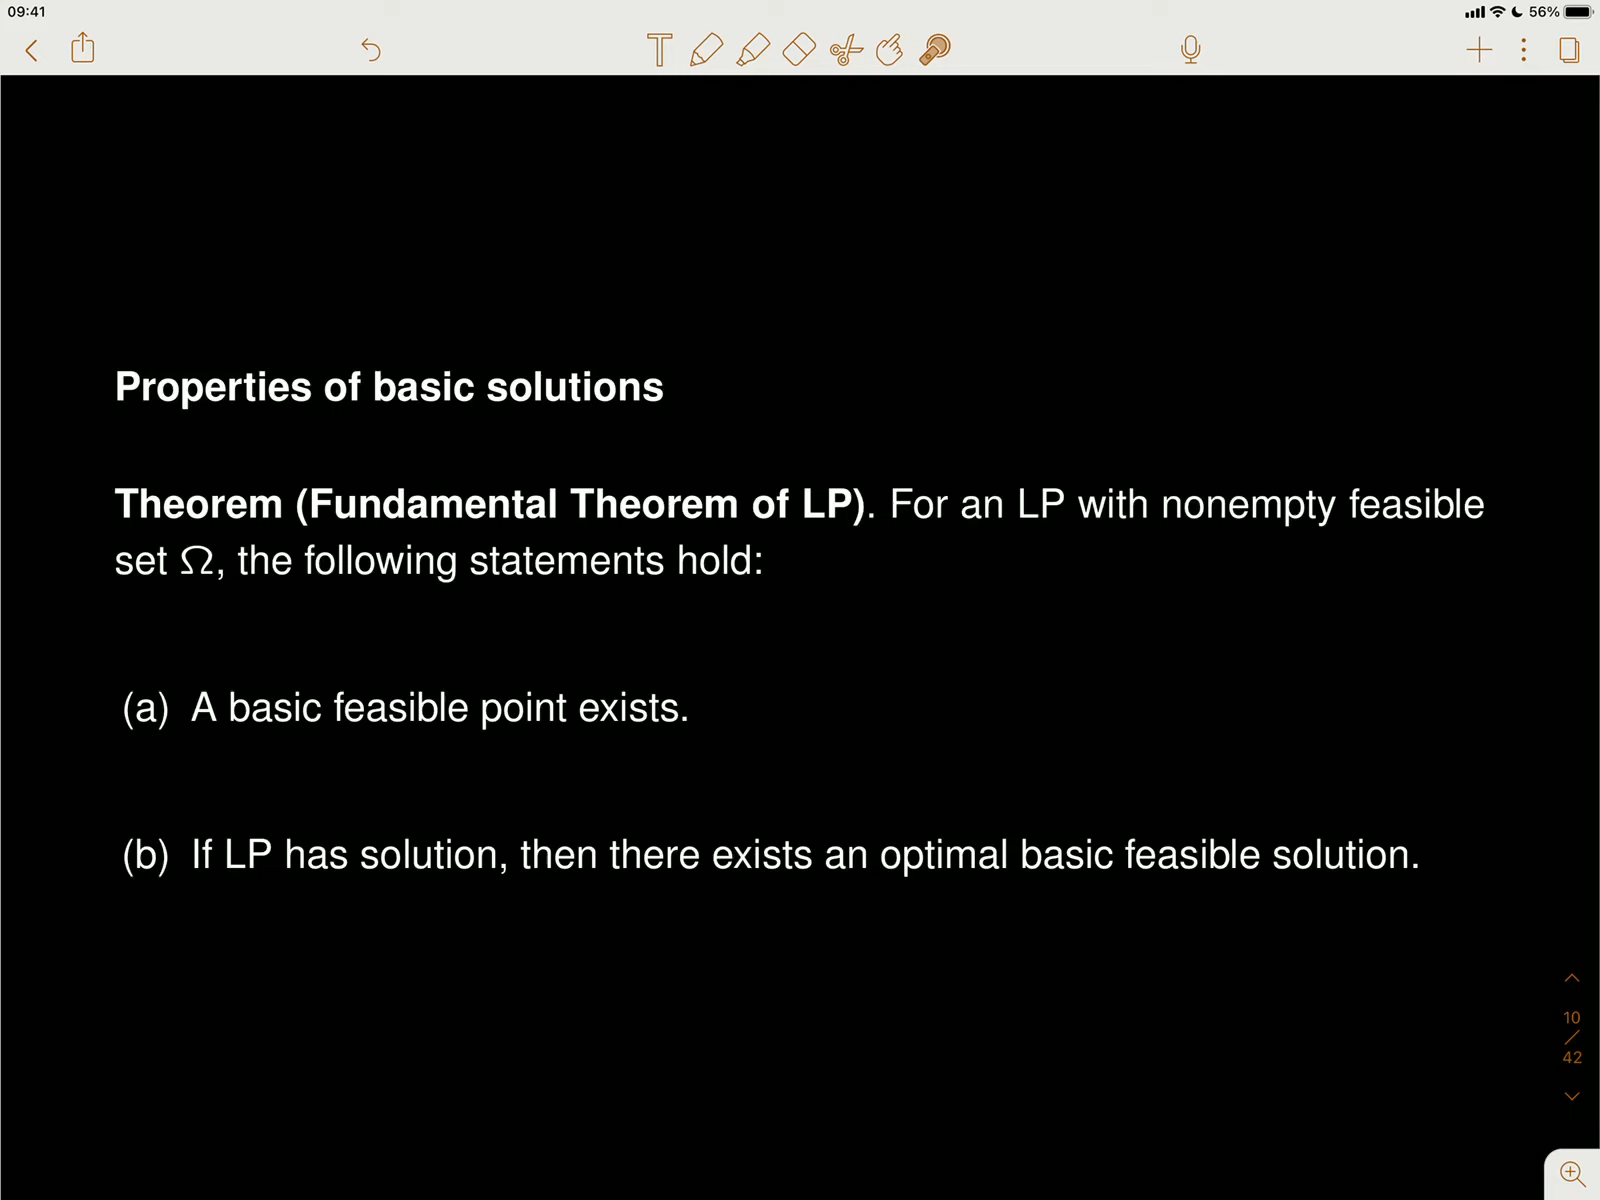 09:41
56%
Properties of basic solutions
Theorem (Fundamental Theorem of LP). For an LP with nonempty feasible
set Ω, the following statements hold:
(a) A basic feasible point exists.
(b) If LP has solution, then there exists an optimal basic feasible solution.
10
/
42